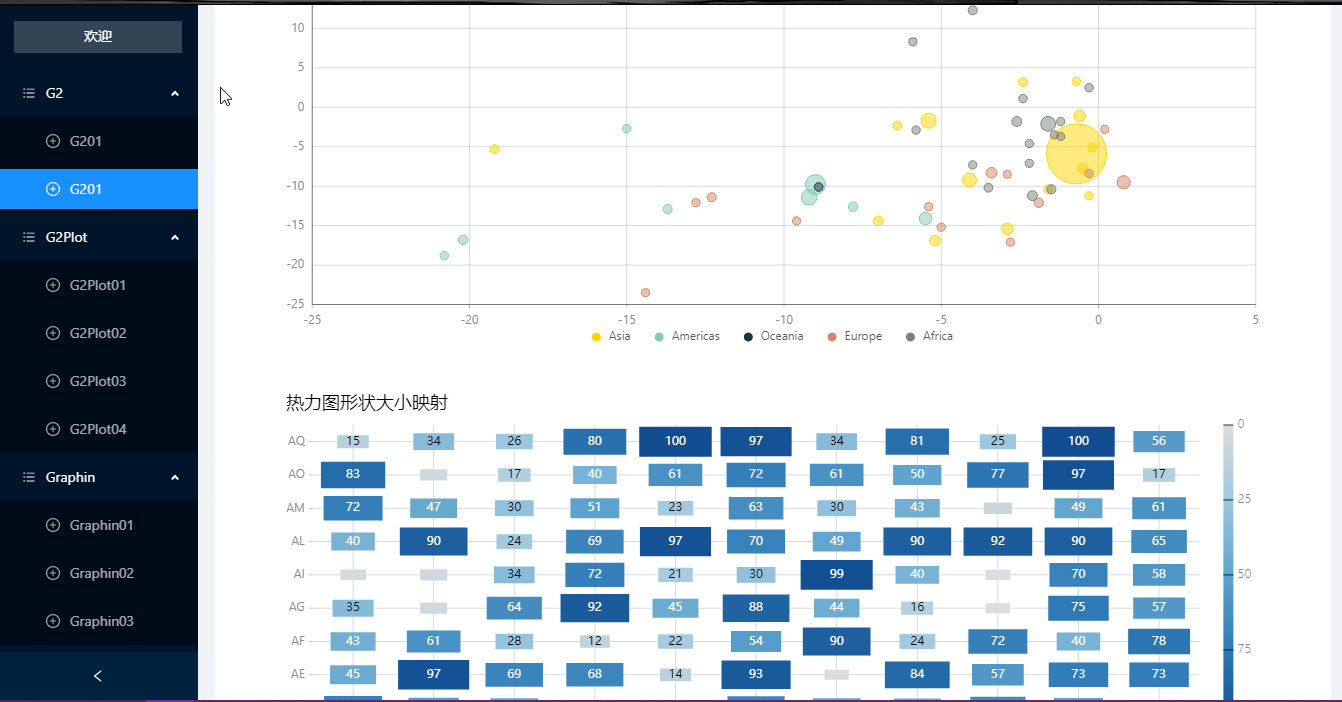 欢迎
G2
G201
G201
G2Plot
G2Plot01
G2Plot02
G2Plot03
G2Plot04
Graphin
Graphin01
Graphin02
Graphin03
10
5
0
-5
-10
-15
-20
-25
-25 -20 -15 -10 -5 0 5
Asia Americas Oceania Europe Africa
热力图形状大小映射
AQ 15 34 26 80 100 97 34 81 25 100 56
AO 83 17 40 61 72 61 50 77 97 17
AM 72 47 30 51 23 63 30 43 49 61
AL 40 90 24 69 97 70 49 90 92 90 65
AI 34 72 21 30 99 40 70 58
AG 35 64 92 45 88 44 16 75 57
AF 43 61 28 12 22 54 90 24 72 40 78
AE 45 97 69 68 14 93 84 57 73 73
0
25
50
75